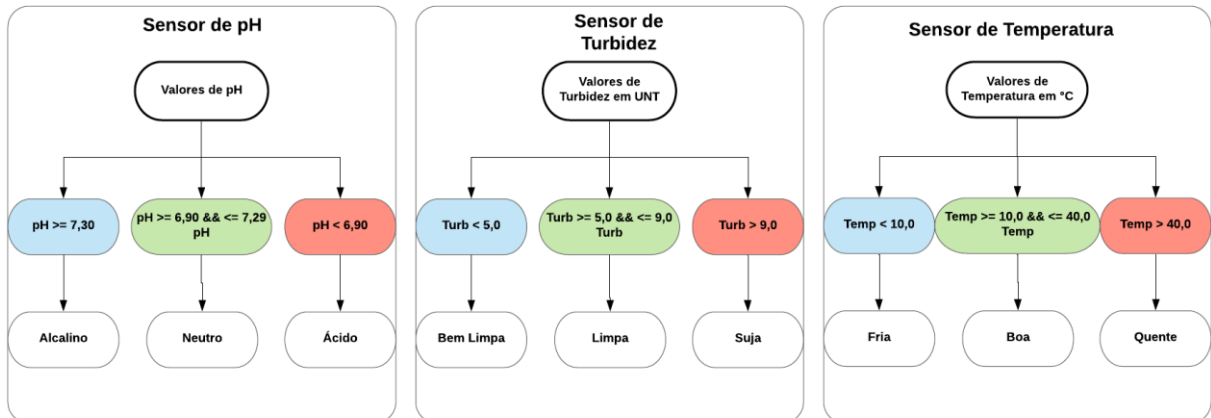 Sensor de pH
Valores de pH
pH >= 7,30
pH >= 6,90 && <= 7,29
pH
pH < 6,90
Alcalino
Neutro
Ácido
Sensor de
Turbidez
Valores de
Turbidez em UNT
Turb < 5,0
Turb >= 5,0 && <= 9,0
Turb
Turb > 9,0
Bem Limpa
Limpa
Suja
Sensor de Temperatura
Valores de
Temperatura em °C
Temp < 10,0
Temp >= 10,0 && <= 40,0
Temp
Temp > 40,0
Fria
Boa
Quente